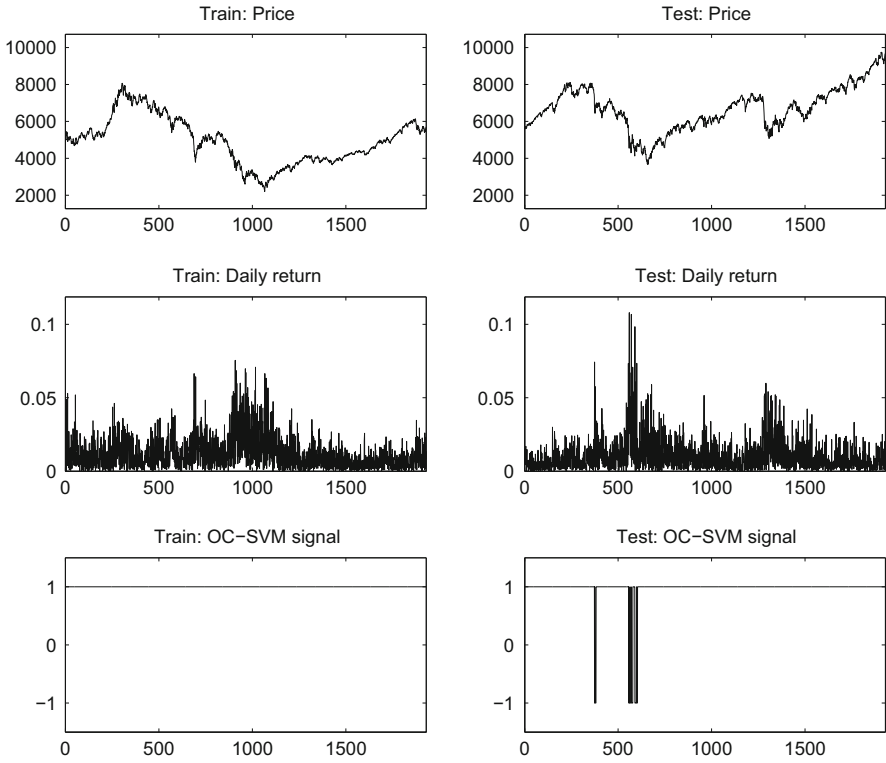 Train: Price
10000
8000
6000
4000
2000
0 500 1000 1500
Test: Price
10000
8000
6000
4000
2000
0 500 1000 1500
Train: Daily return
0.1
0.05
0
0 500 1000 1500
Test: Daily return
0.1
0.05
0
0 500 1000 1500
Train: OC−SVM signal
1
0
−1
0 500 1000 1500
Test: OC−SVM signal
1
0
−1
0 500 1000 1500